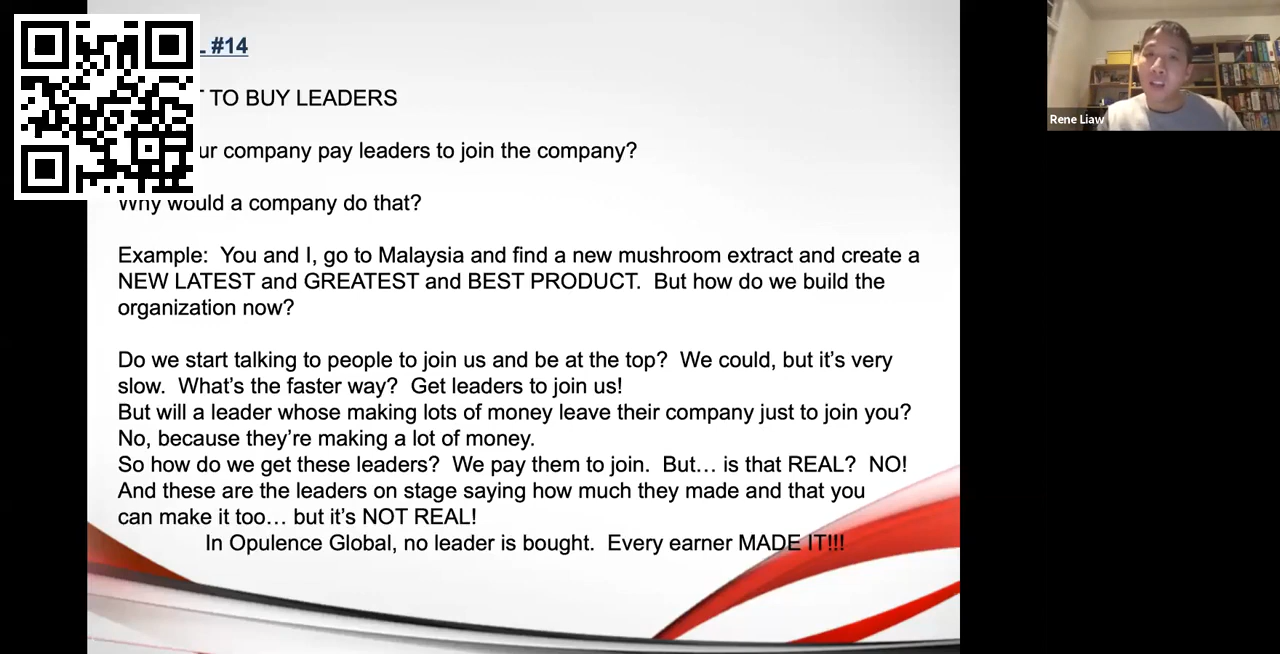 #14
TO BUY LEADERS
ur company pay leaders to join the company?
Why would a company do that?
Example: You and I, go to Malaysia and find a new mushroom extract and create a
NEW LATEST and GREATEST and BEST PRODUCT. But how do we build the
organization now?
Do we start talking to people to join us and be at the top? We could, but it's very
slow. What's the faster way? Get leaders to join us!
But will a leader whose making lots of money leave their company just to join you?
No, because they're making a lot of money.
So how do we get these leaders? We pay them to join. But… is that REAL? NO!
And these are the leaders on stage saying how much they made and that you
can make it too… but it's NOT REAL!
In Opulence Global, no leader is bought. Every earner MADE IT!!!
Rene Liaw